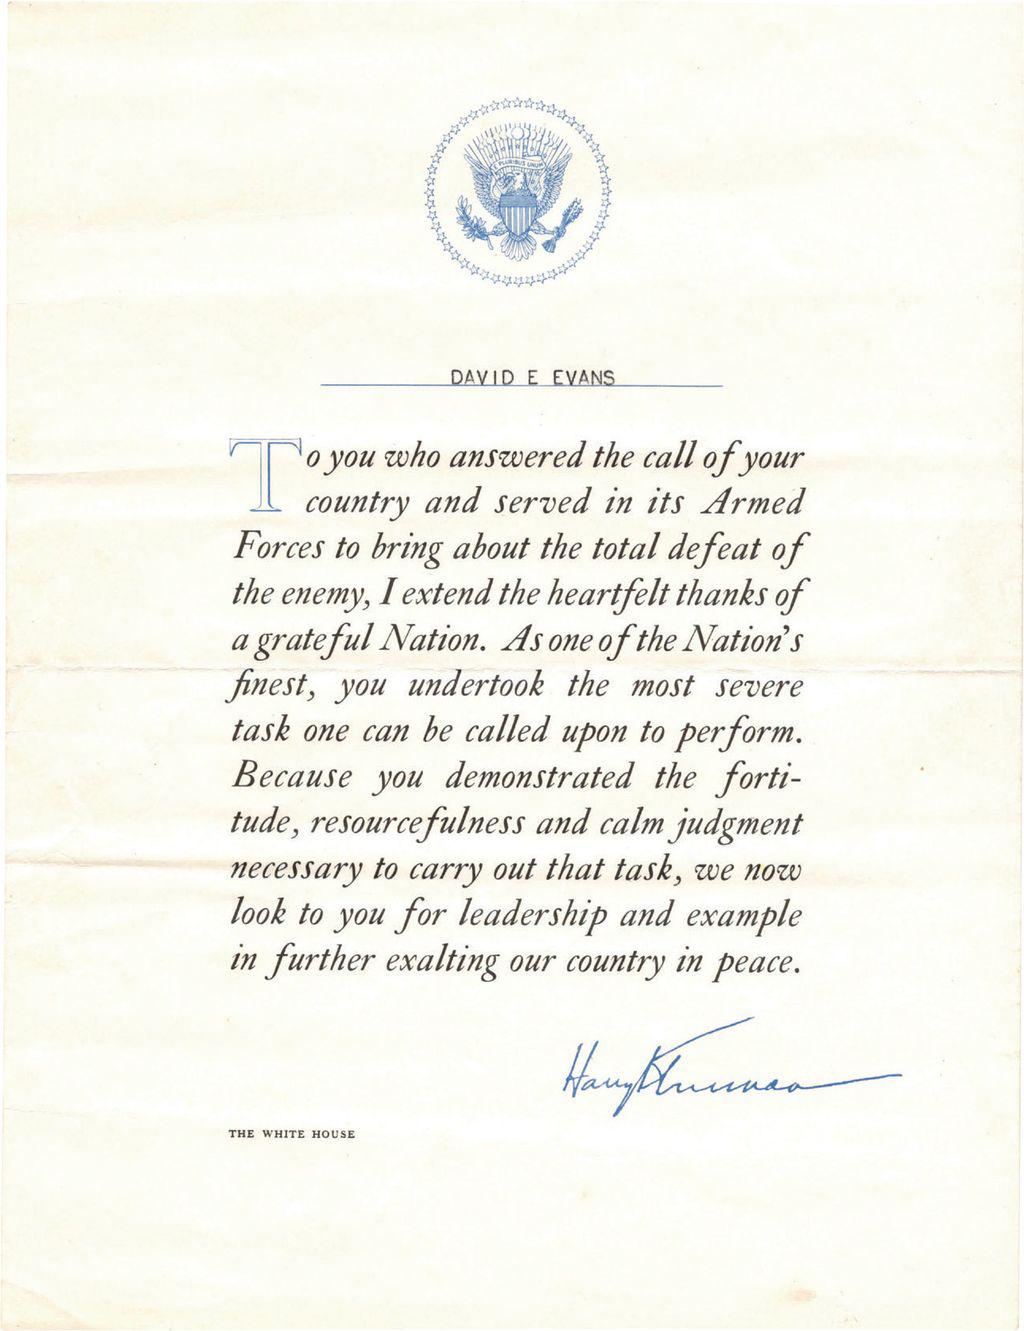 E PLURIBUS UNUM
DAVID E EVANS
To you who answered the call of your
country and served in its Armed
Forces to bring about the total defeat of
the enemy, I extend the heartfelt thanks of
a grateful Nation. As one of the Nation's
finest, you undertook the most severe
task one can be called upon to perform.
Because you demonstrated the forti-
tude, resourcefulness and calm judgment
necessary to carry out that task, we now
look to you for leadership and example
in further exalting our country in peace.
Harry S Truman
THE WHITE HOUSE